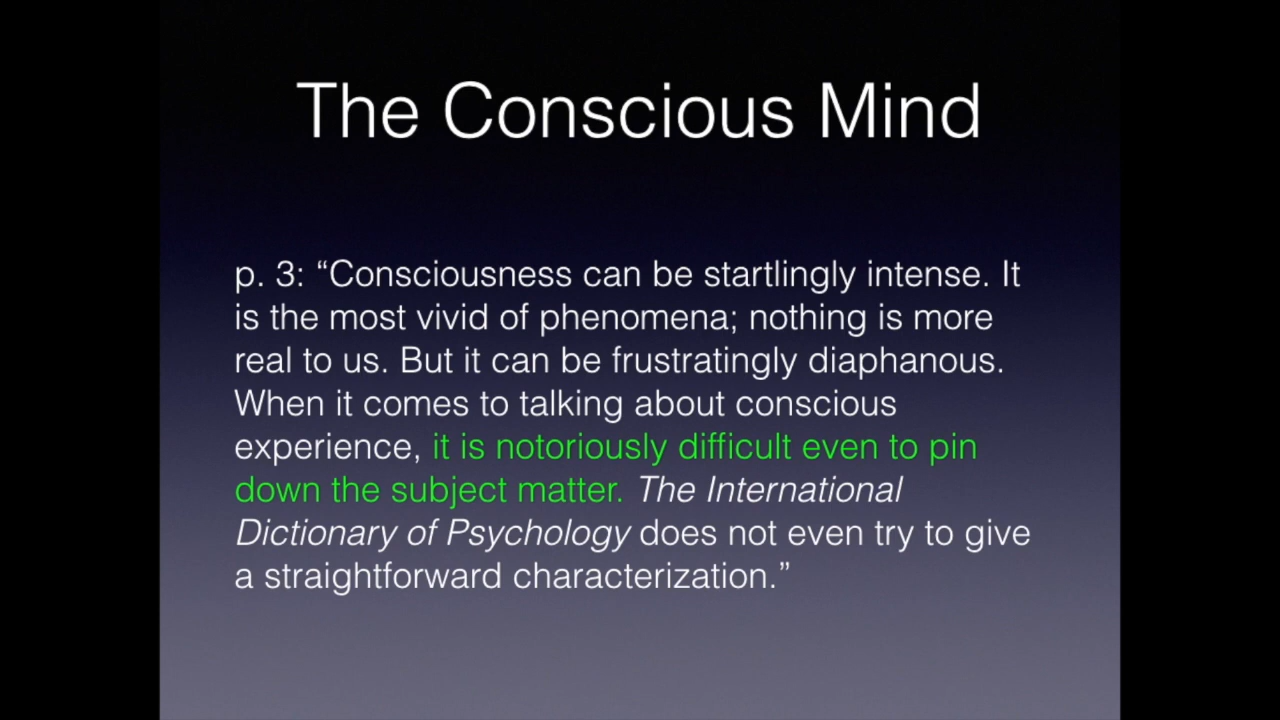 The Conscious Mind
p. 3: “Consciousness can be startlingly intense. It
is the most vivid of phenomena; nothing is more
real to us. But it can be frustratingly diaphanous.
When it comes to talking about conscious
experience, it is notoriously difficult even to pin
down the subject matter. The International
Dictionary of Psychology does not even try to give
a straightforward characterization.”